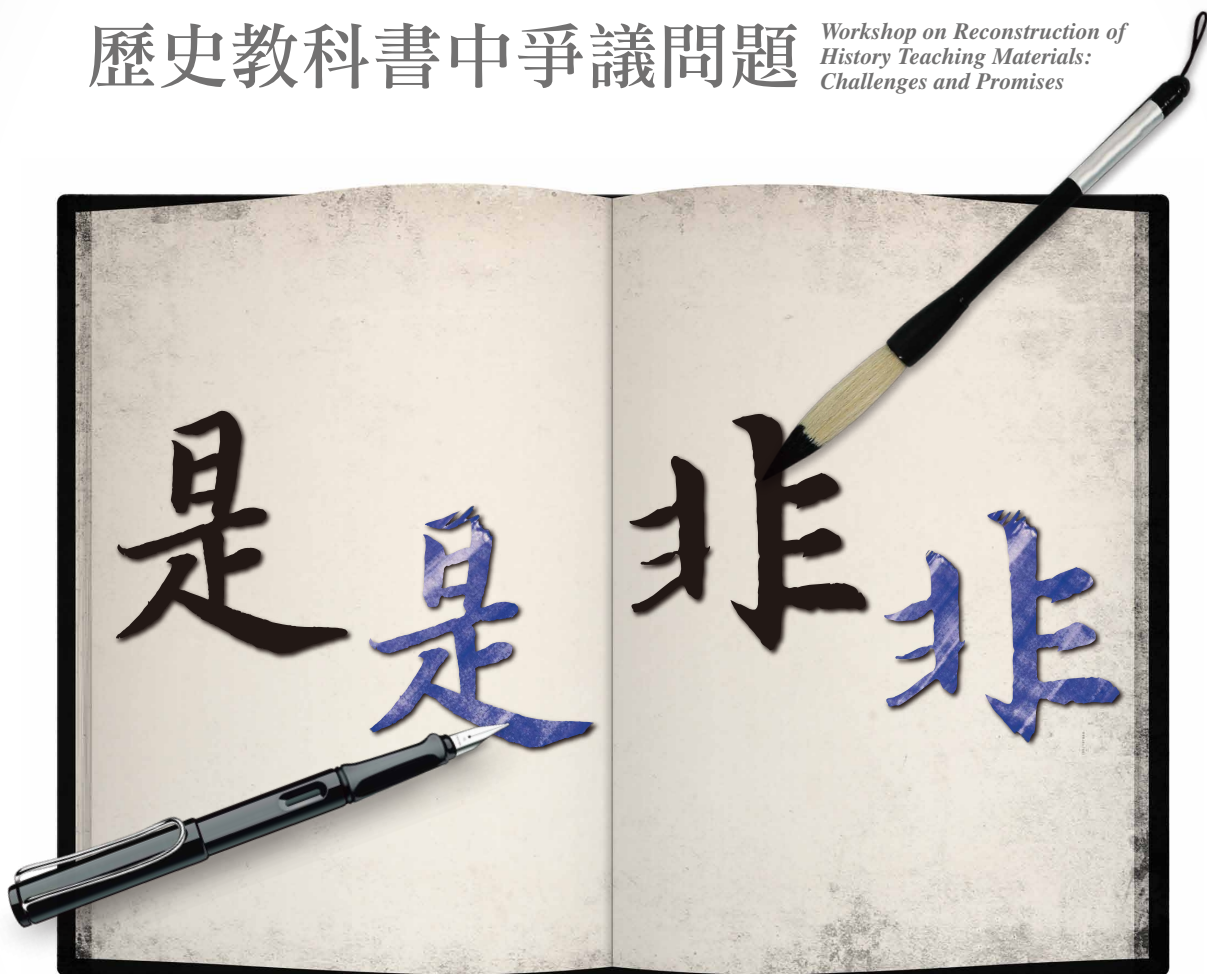 歷史教科書中爭議問題
Workshop on Reconstruction of
History Teaching Materials:
Challenges and Promises
是是非非